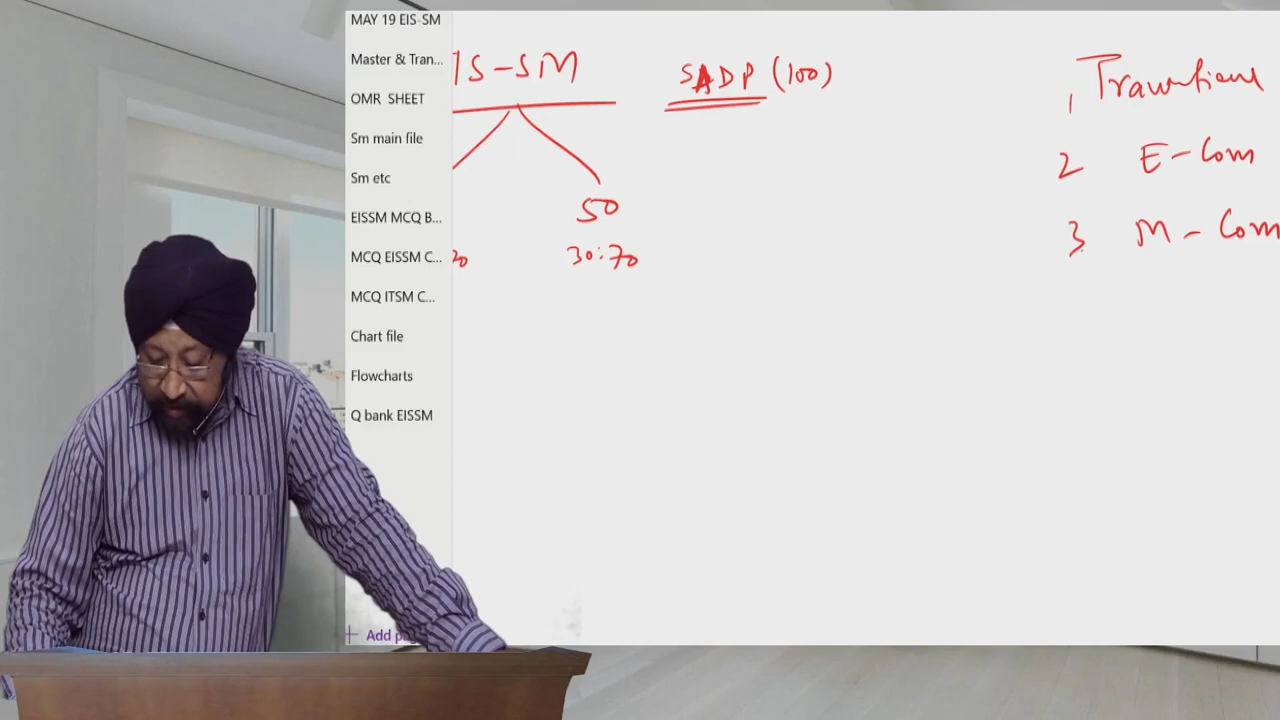 MAY 19 EIS-SM
Master & Tran...
OMR SHEET
Sm main file
Sm etc
EISSM MCQ B...
MCQ EISSM C...
MCQ ITSM C...
Chart file
Flowcharts
Q bank EISSM
Add
IS-SM
50
30:70
SADP (100)
1,
2 E-Com
3. M-Com